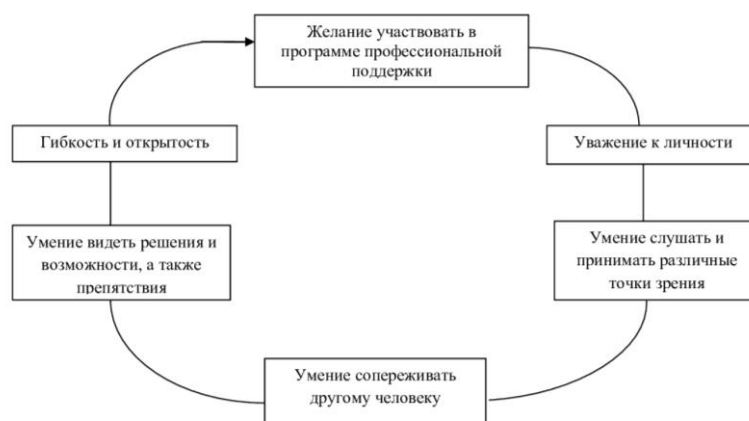 Желание участвовать в
программе профессиональной
поддержки
Гибкость и открытость
Уважение к личности
Умение видеть решения и
возможности, а также
препятствия
Умение слушать и
принимать различные
точки зрения
Умение сопереживать
другому человеку